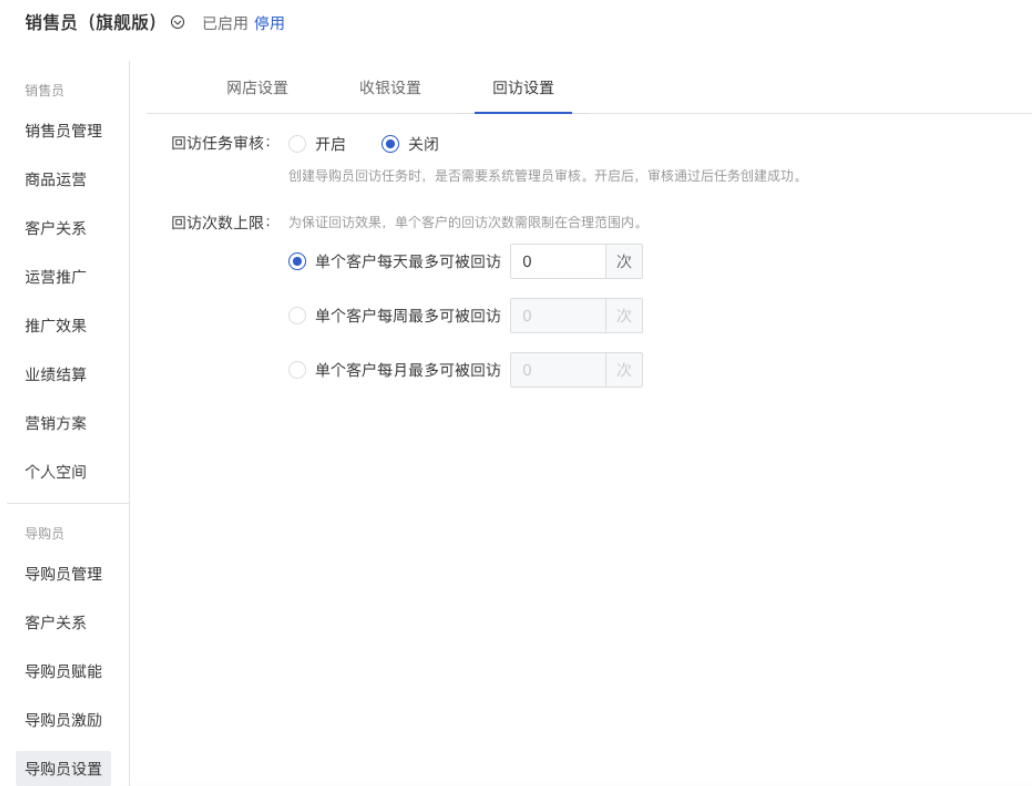 销售员（旗舰版） 已启用 停用
销售员
销售员管理
商品运营
客户关系
运营推广
推广效果
业绩结算
营销方案
个人空间
导购员
导购员管理
客户关系
导购员赋能
导购员激励
导购员设置
网店设置 收银设置 回访设置
回访任务审核： 开启 关闭
创建导购员回访任务时，是否需要系统管理员审核。开启后，审核通过后任务创建成功。
回访次数上限： 为保证回访效果，单个客户的回访次数需限制在合理范围内。
单个客户每天最多可被回访 0 次
单个客户每周最多可被回访 0 次
单个客户每月最多可被回访 0 次